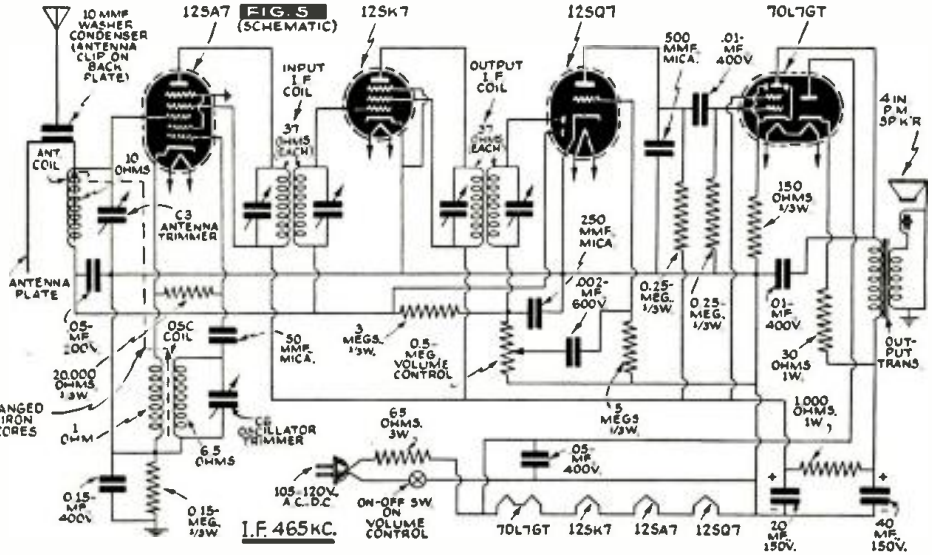 10 MMF
WASHER
CONDENSER
(ANTENNA
CLIP ON
BACK
PLATE)
12SA7
FIG. 5
(SCHEMATIC)
12SK7
12SQ7
70L7GT
INPUT
I.F
COIL
37
OHMS
(EACH)
OUTPUT
I.F
COIL
37
OHMS
(EACH)
500
MMF.
MICA.
.01-
MF
400V.
4 IN
P.M.
SPK'R
ANT.
COIL
10
OHMS
C3
ANTENNA
TRIMMER
ANTENNA
PLATE
.05-
MF
200V.
20,000
OHMS
1/3W.
OSC
COIL
50
MMF.
MICA.
GANGED
IRON
CORES
1
OHM
6.5
OHMS
OSCILLATOR
TRIMMER
0.15-
MF
400V
0.15-
MEG.
1/3W
3
MEGS.
1/3W.
0.5-
MEG.
VOLUME
CONTROL
250
MMF.
MICA
.002-
MF
600V.
5
MEGS
1/3W.
0.25-
MEG.
1/3W.
0.25-
MEG.
1/3W.
150
OHMS
1/3W
.01-
MF
400V.
30
OHMS
1W.
OUT-
PUT
TRANS.
65
OHMS.
3W
105-120V.
A.C.-D.C.
ON-OFF SW.
ON
VOLUME
CONTROL
.05-
MF
400V.
1,000
OHMS.
1W,
+
20
MF.
150V.
+
40
MF.
150V.
I.F. 465KC.
70L7GT
12SK7
12SA7
12SQ7